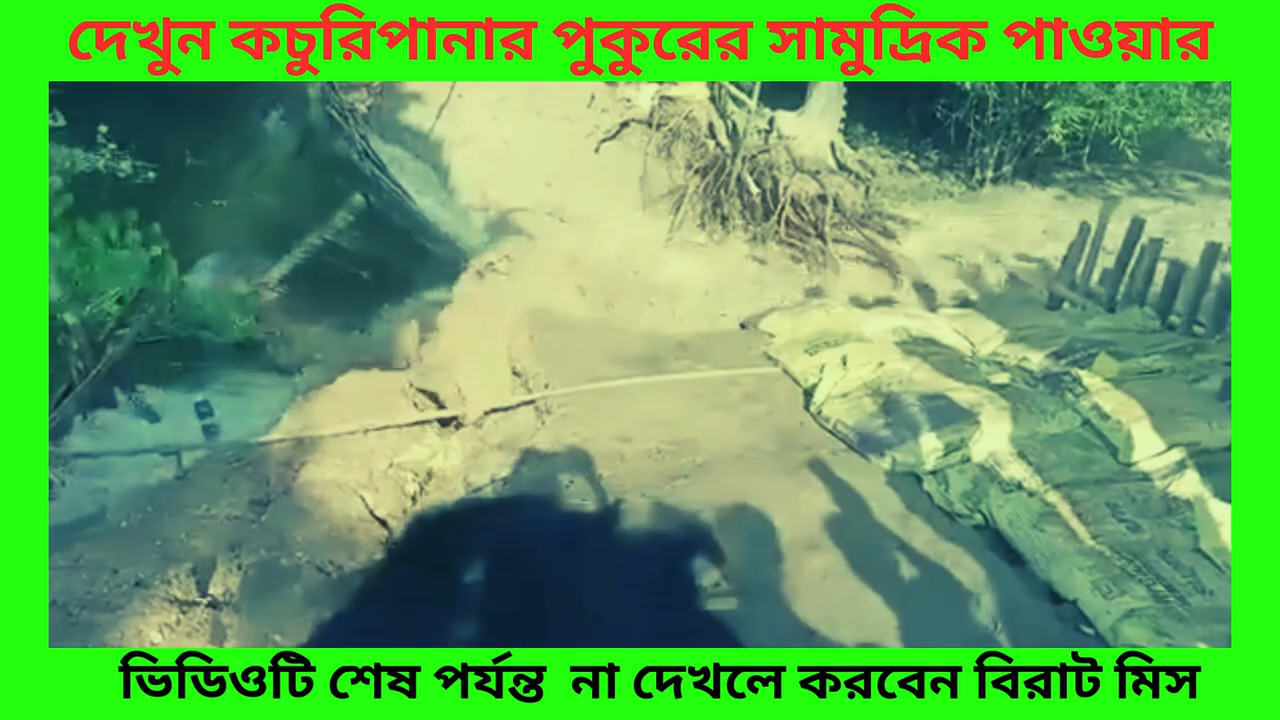 দেখুন কচুরিপানার পুকুরের সামুদ্রিক পাওয়ার
ভিডিওটি শেষ পর্যন্ত না দেখলে করবেন বিরাট মিস